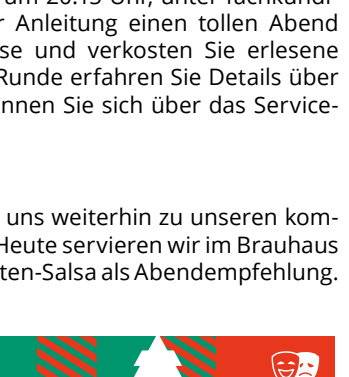 um 20.15 Uhr, unter fachkundi-
r Anleitung einen tollen Abend
se und verkosten Sie erlesene
Runde erfahren Sie Details über
nnen Sie sich über das Service-
uns weiterhin zu unseren kom-
Heute servieren wir im Brauhaus
ten-Salsa als Abendempfehlung.